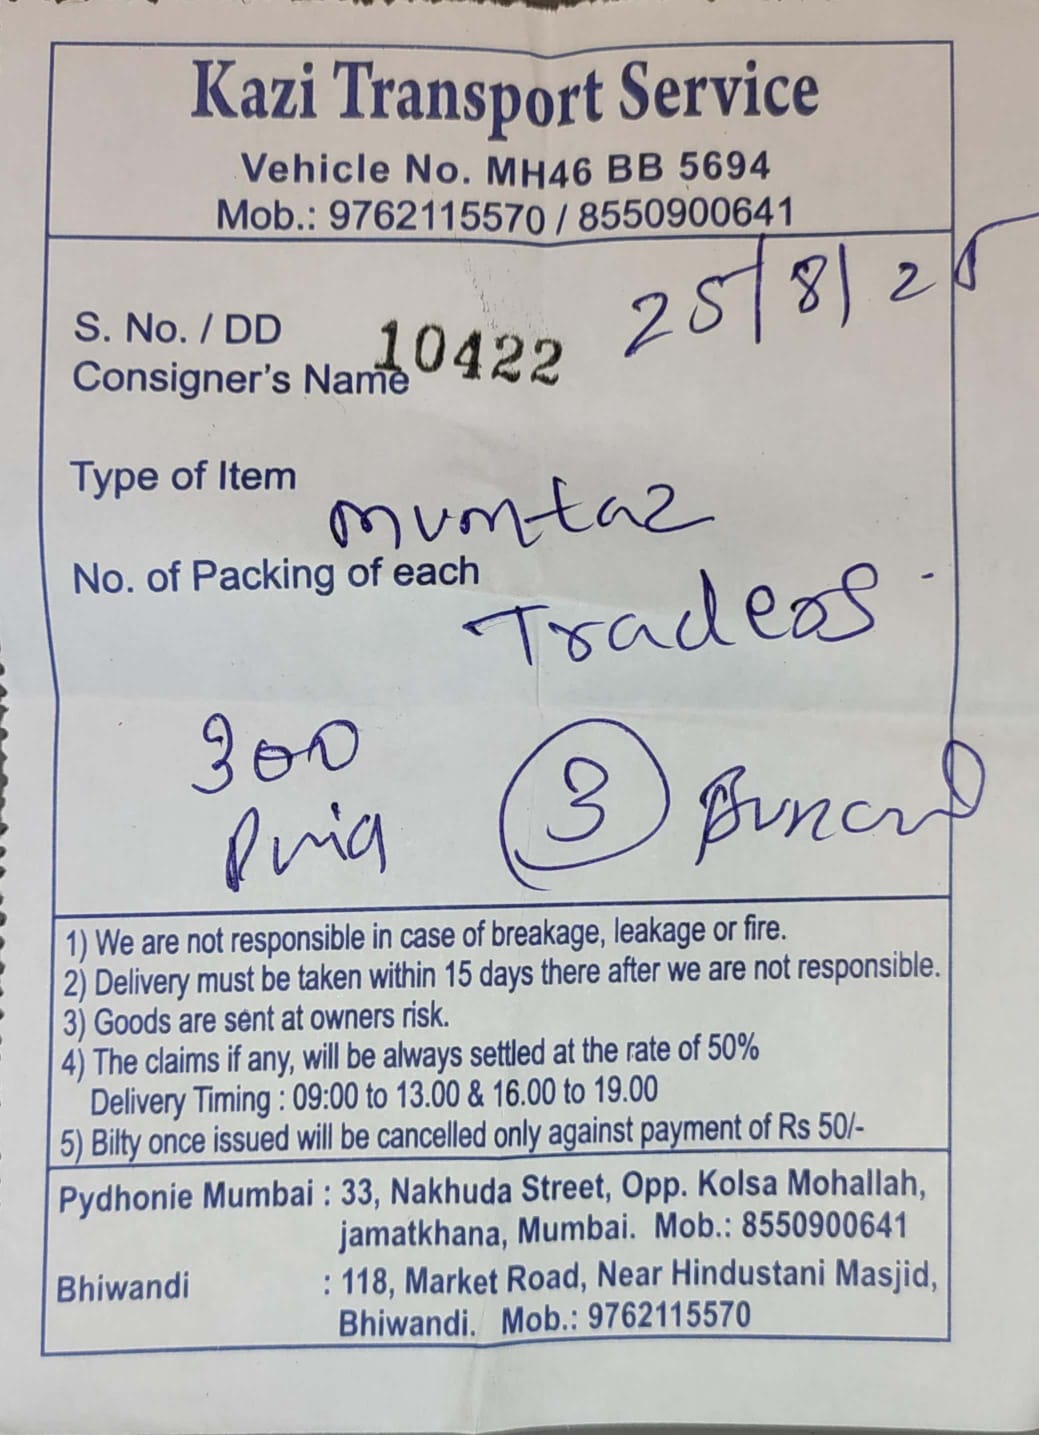 Kazi Transport Service
Vehicle No. MH46 BB 5694
Mob.: 9762115570 / 8550900641
25/8/25
S. No. / DD 10422
Consigner's Name
Type of Item
mumtaz
No. of Packing of each
Traders
300 3
1) We are not responsible in case of breakage, leakage or fire.
2) Delivery must be taken within 15 days there after we are not responsible.
3) Goods are sent at owners risk.
4) The claims if any, will be always settled at the rate of 50%
Delivery Timing : 09:00 to 13.00 & 16.00 to 19.00
5) Bilty once issued will be cancelled only against payment of Rs 50/-
Pydhonie Mumbai : 33, Nakhuda Street, Opp. Kolsa Mohallah,
jamatkhana, Mumbai. Mob.: 8550900641
Bhiwandi : 118, Market Road, Near Hindustani Masjid,
Bhiwandi. Mob.: 9762115570